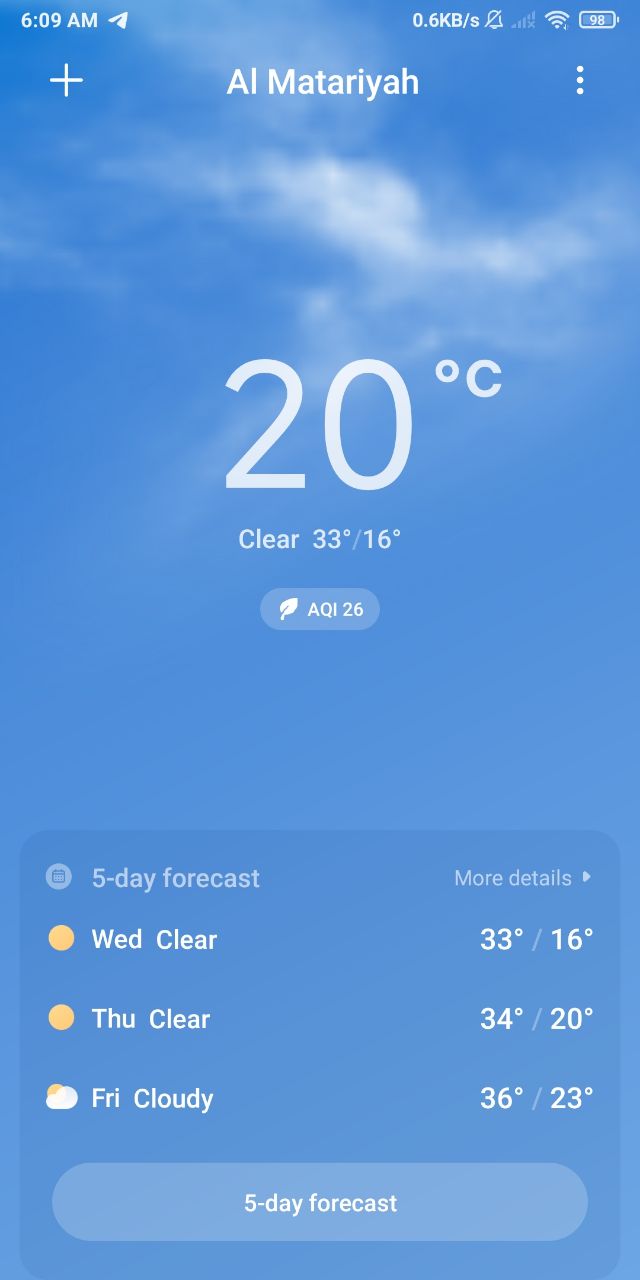 6:09 AM 0.6KB/s 98
Al Matariyah
20 °C
Clear 33°/16°
AQI 26
5-day forecast More details
Wed Clear 33° / 16°
Thu Clear 34° / 20°
Fri Cloudy 36° / 23°
5-day forecast